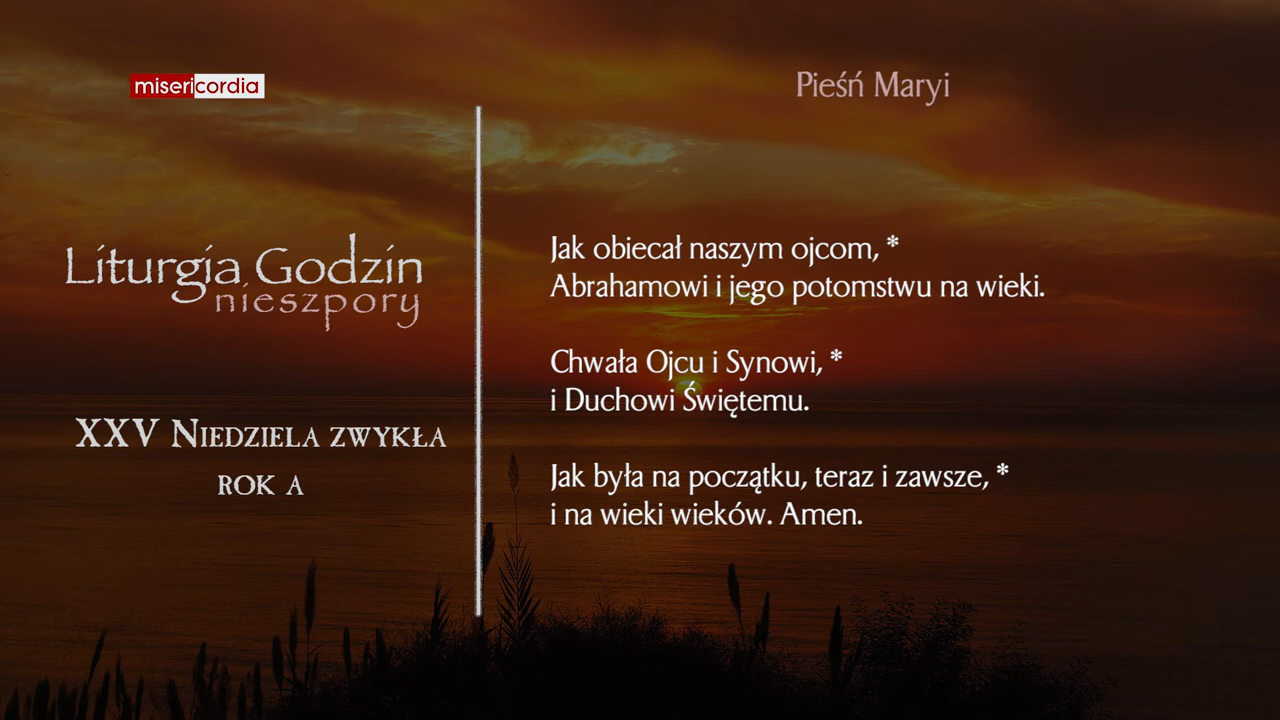 misericordia
Pieśń Maryi
Liturgia Godzin
nieszpory
XXV Niedziela zwykła
rok A
Jak obiecał naszym ojcom, *
Abrahamowi i jego potomstwu na wieki.
Chwała Ojcu i Synowi, *
i Duchowi Świętemu.
Jak była na początku, teraz i zawsze, *
i na wieki wieków. Amen.